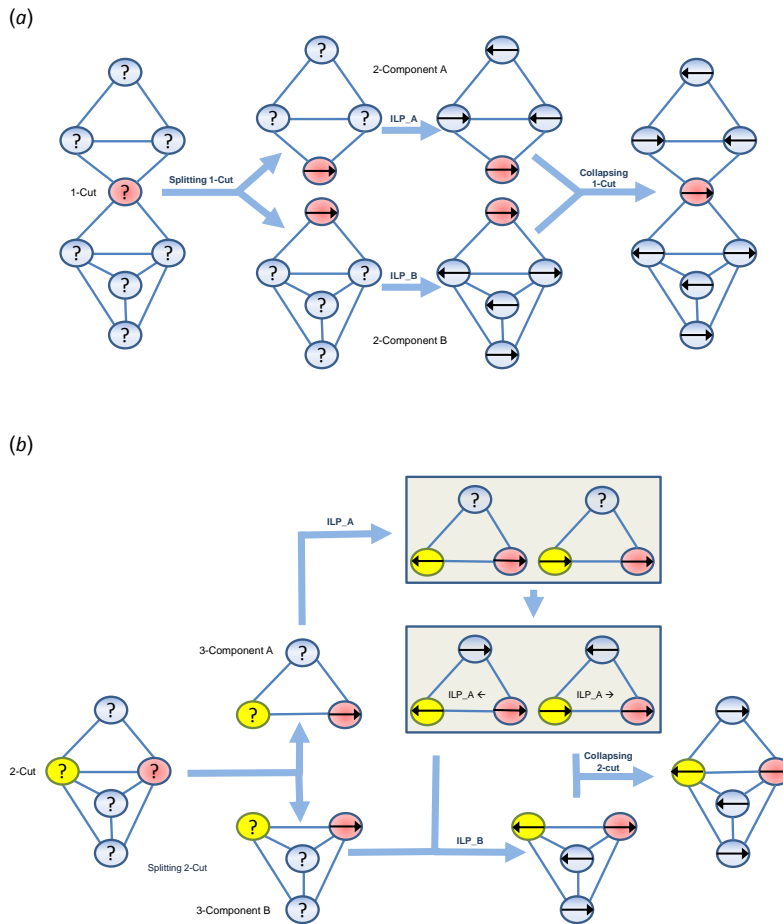 (a)
?
2-Component A
?
? ?
ILP_A
? ?
1-Cut
?
Splitting 1-Cut
Collapsing
1-Cut
? ?
? ?
ILP_B
?
?
?
?
2-Component B
(b)
ILP_A
? ?
3-Component A
?
ILP_A ← ILP_A →
?
?
2-Cut
? ?
Collapsing
2-cut
?
?
?
ILP_B
?
Splitting 2-Cut
3-Component B
?